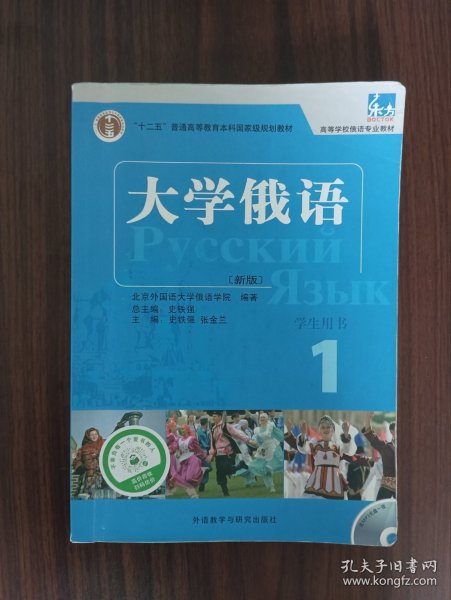 “十二五”普通高等教育本科国家级规划教材
东方
ВОСТОК
高等学校俄语专业教材
大学俄语
Русский
[新版]
Язык
北京外国语大学俄语学院 编著
总主编：史铁强
主 编：史铁强 张金兰
学生用书
1
外语教学与研究出版社
孔夫子旧书网
www.kongfz.com